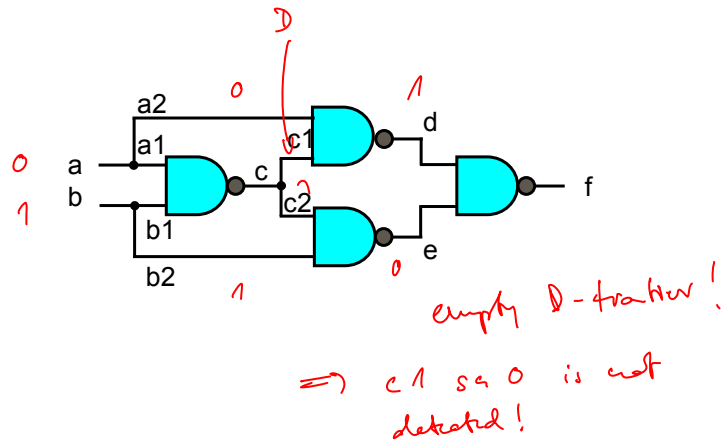 D
0
1
a2
c1
d
0
a
a1
c
1
f
1
b
c2
b1
e
b2
1
0
empty D-frontier!
=> c1 sa 0 is not
detected!